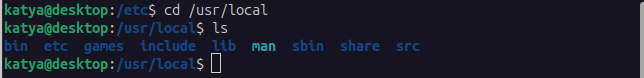 katya@desktop:/etc$ cd /usr/local
katya@desktop:/usr/local$ ls
bin  etc  games  include  lib  man  sbin  share  src
katya@desktop:/usr/local$